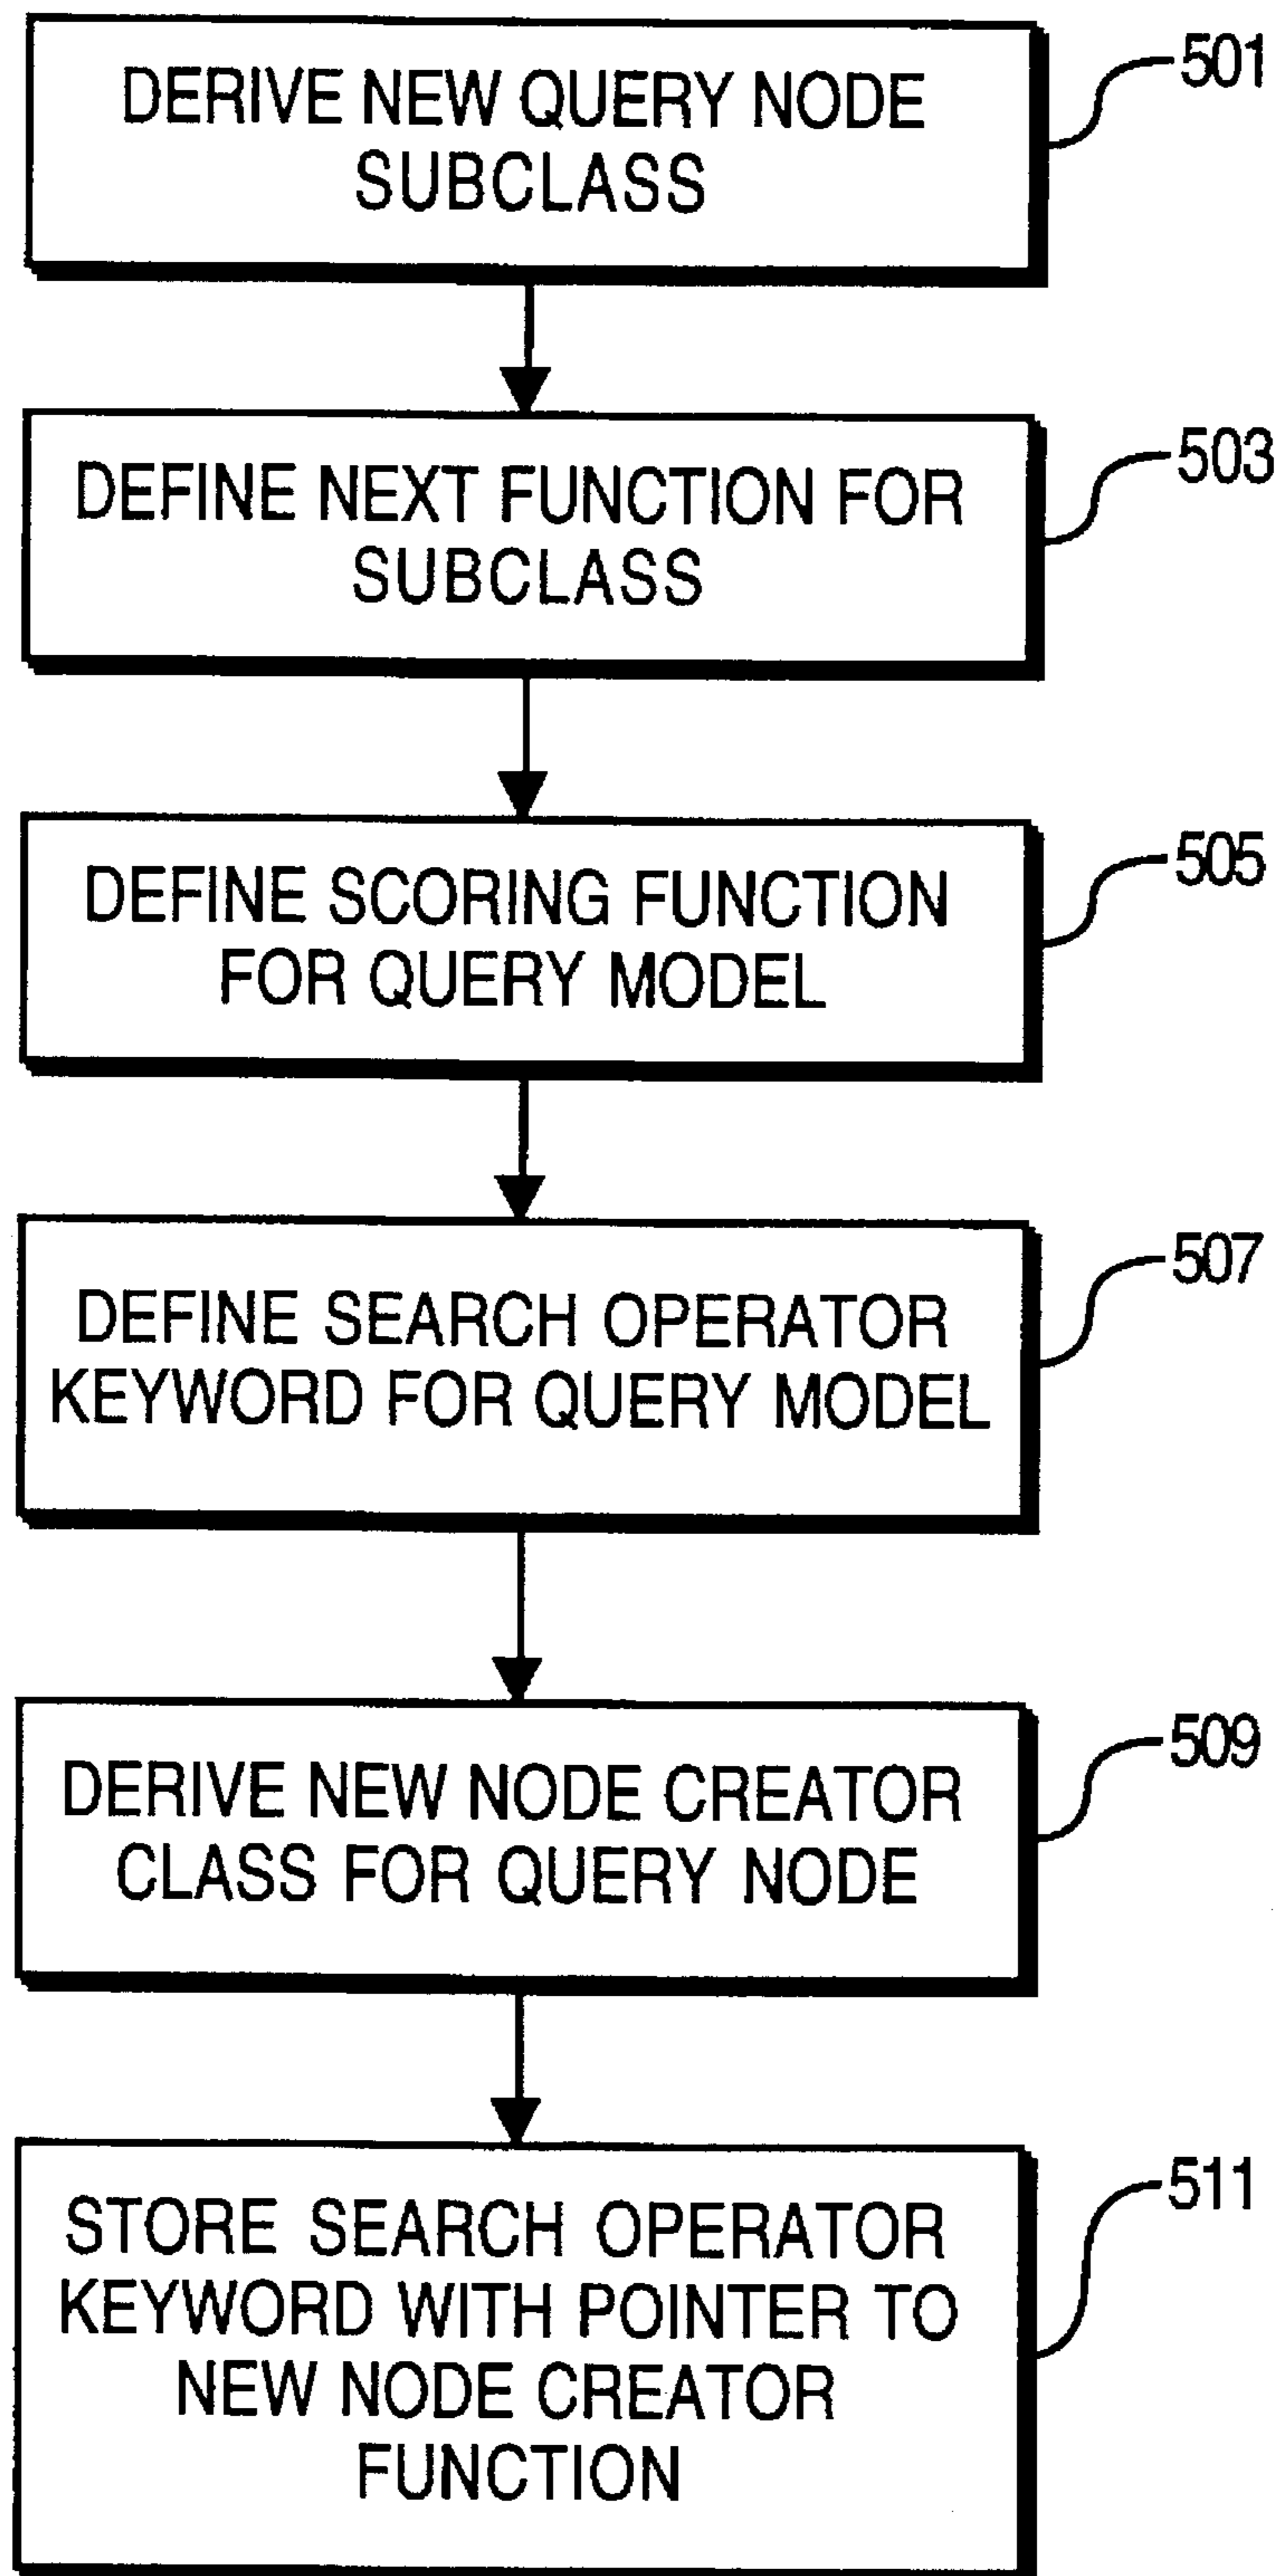 DERIVE NEW QUERY NODE
SUBCLASS
501
DEFINE NEXT FUNCTION FOR
SUBCLASS
503
DEFINE SCORING FUNCTION
FOR QUERY MODEL
505
DEFINE SEARCH OPERATOR
KEYWORD FOR QUERY MODEL
507
DERIVE NEW NODE CREATOR
CLASS FOR QUERY NODE
509
STORE SEARCH OPERATOR
KEYWORD WITH POINTER TO
NEW NODE CREATOR
FUNCTION
511